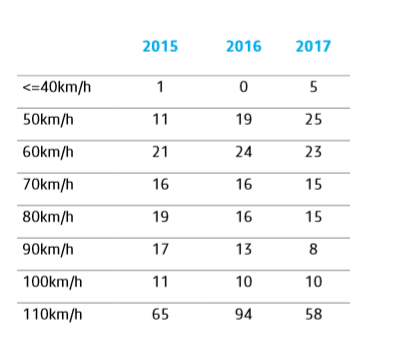 2015 2016 2017
<=40km/h 1 0 5
50km/h 11 19 25
60km/h 21 24 23
70km/h 16 16 15
80km/h 19 16 15
90km/h 17 13 8
100km/h 11 10 10
110km/h 65 94 58